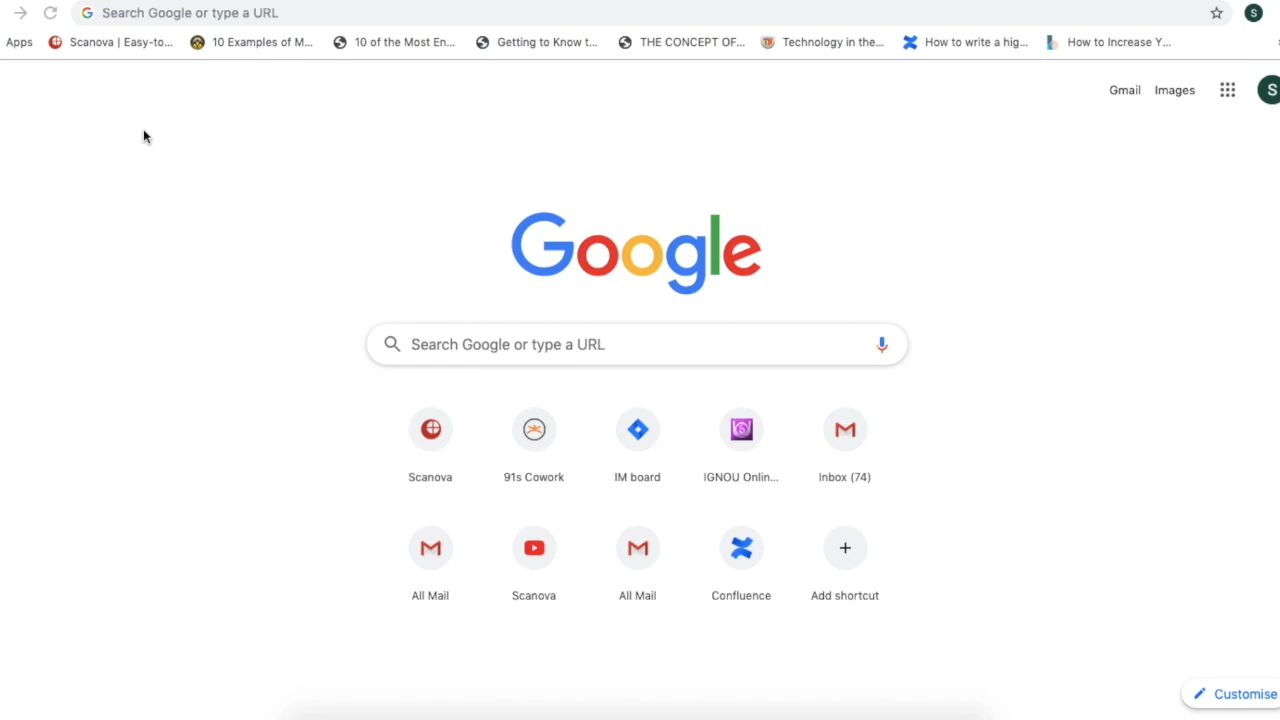 Search Google or type a URL
S
Apps
Scanova | Easy-to...
10 Examples of M...
10 of the Most En...
Getting to Know t...
THE CONCEPT OF...
Technology in the...
How to write a hig...
How to Increase Y...
Gmail
Images
S
Google
Search Google or type a URL
Scanova
91s Cowork
IM board
IGNOU Onlin...
Inbox (74)
All Mail
Scanova
All Mail
Confluence
Add shortcut
Customise